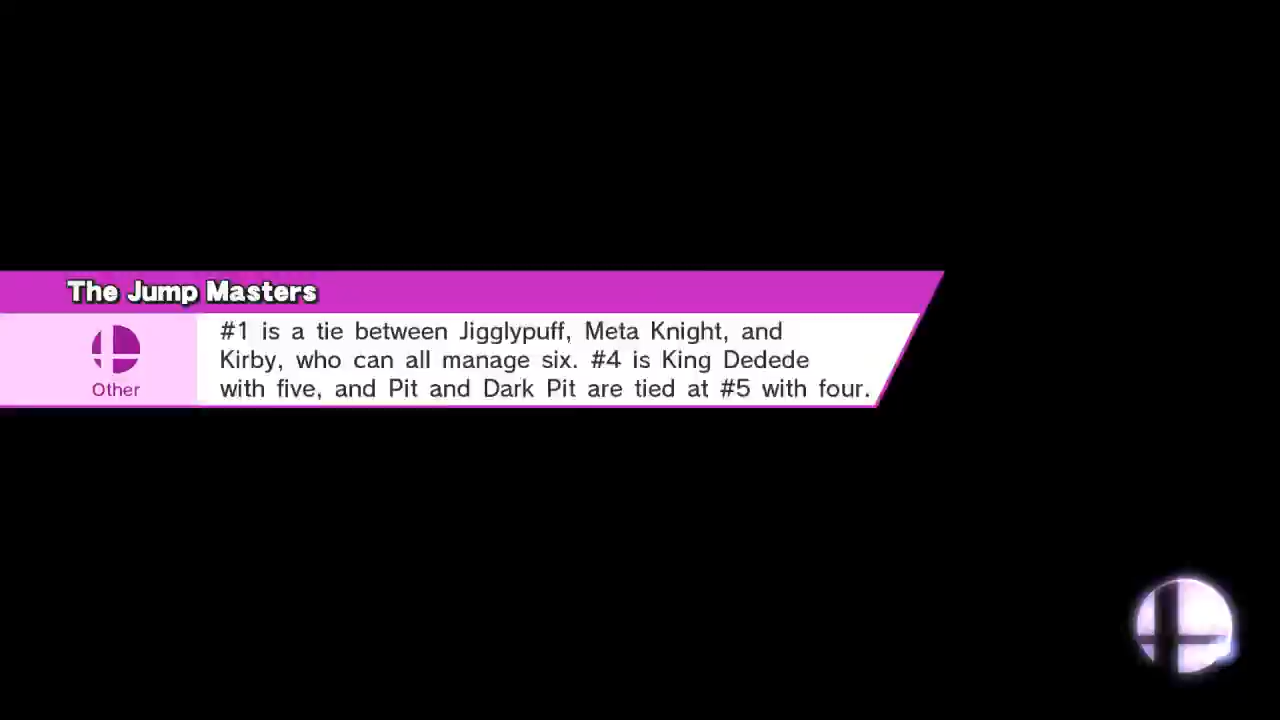 The Jump Masters
#1 is a tie between Jigglypuff, Meta Knight, and
Kirby, who can all manage six. #4 is King Dedede
with five, and Pit and Dark Pit are tied at #5 with four.
Other